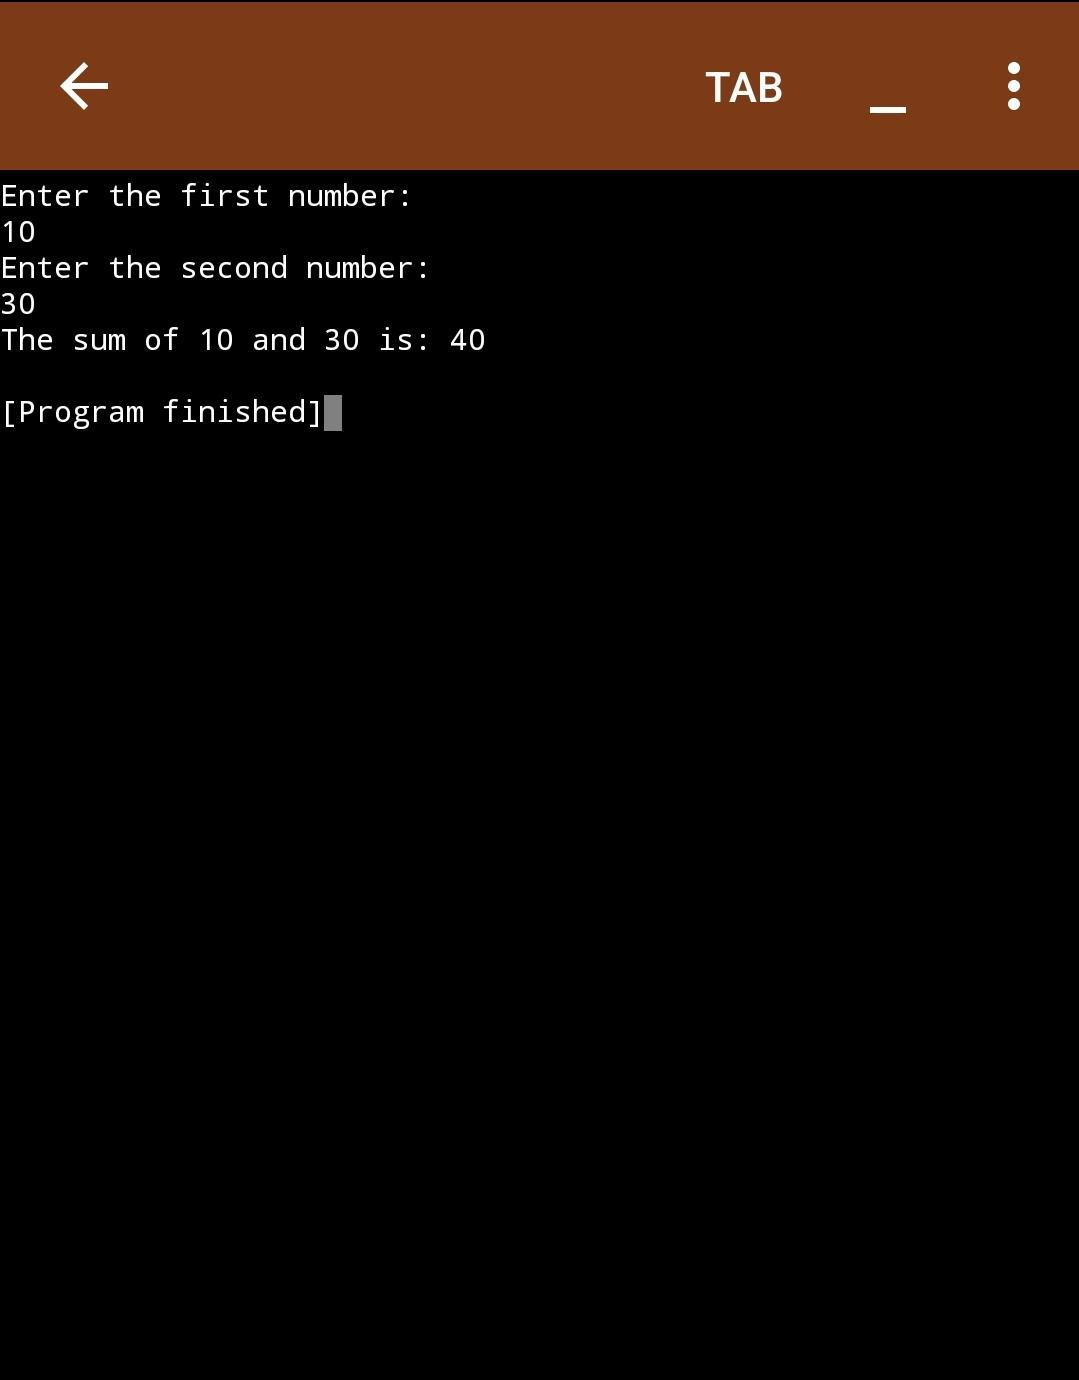 TAB _
Enter the first number:
10
Enter the second number:
30
The sum of 10 and 30 is: 40
[Program finished]